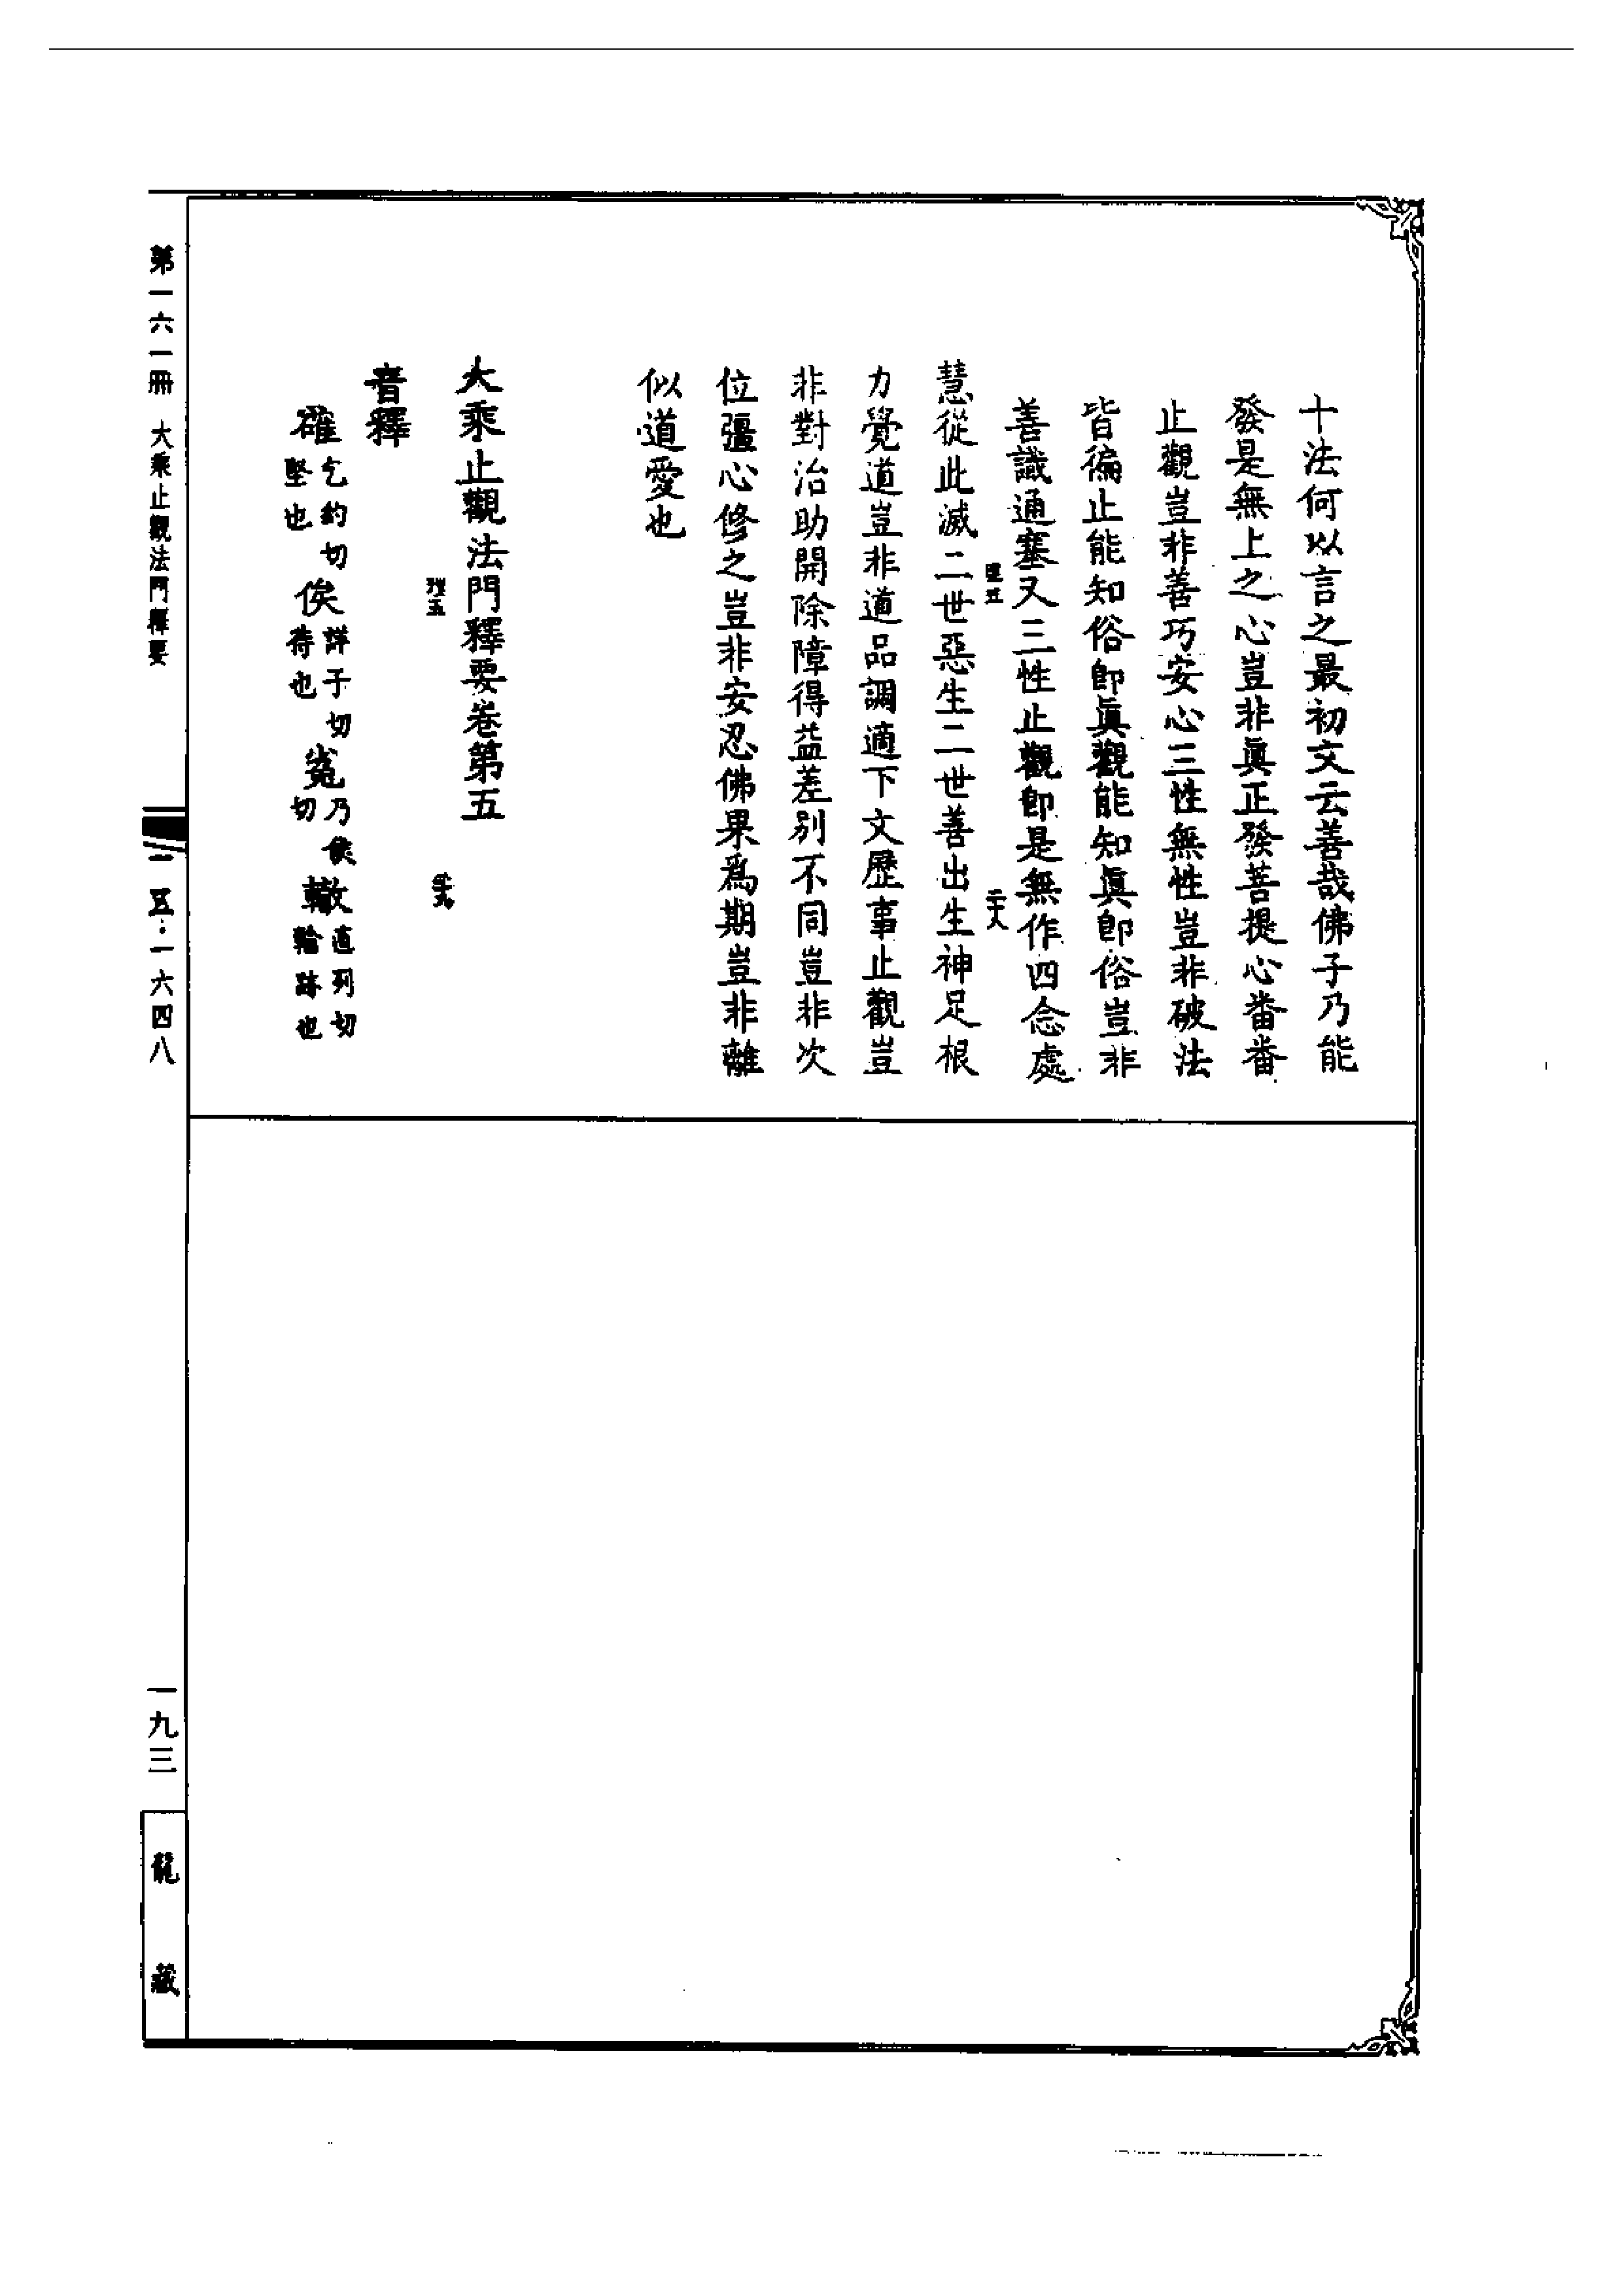 十法何以言之最初文云善哉佛子乃能
發是無上之心豈非眞正發菩提心番番
止觀豈非善巧安心三性無性豈非破法
皆徧止能知俗卽眞觀能知眞卽俗豈非
善識通塞又三性止觀卽是無作四念處
慧從此滅二世惡生二世善出生神足根
力覺道豈非道品調適下文歷事止觀豈
非對治助開除障得益差別不同豈非次
位彊心修之豈非安忍佛果爲期豈非離
似道愛也
大乘止觀法門釋要卷第五
音釋
確乞約切堅也 俟詳子切待也 㝹乃侯切 轍直列切輪跡也
第一六一冊 大乘止觀法門釋要
一五:一六四八
一九三
龍藏